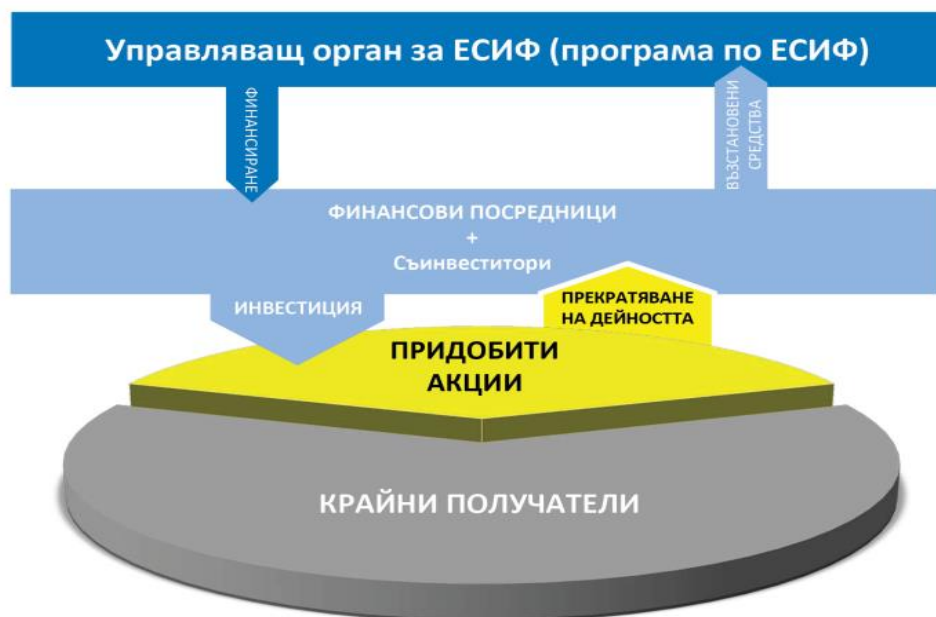 Управляващ орган за ЕСИФ (програма по ЕСИФ)
ФИНАНСИРАНЕ
ВЪЗСТАНОВЕНИ
СРЕДСТВА
ФИНАНСОВИ ПОСРЕДНИЦИ
+
Съинвеститори
ИНВЕСТИЦИЯ
ПРЕКРАТЯВАНЕ
НА ДЕЙНОСТТА
ПРИДОБИТИ
АКЦИИ
КРАЙНИ ПОЛУЧАТЕЛИ